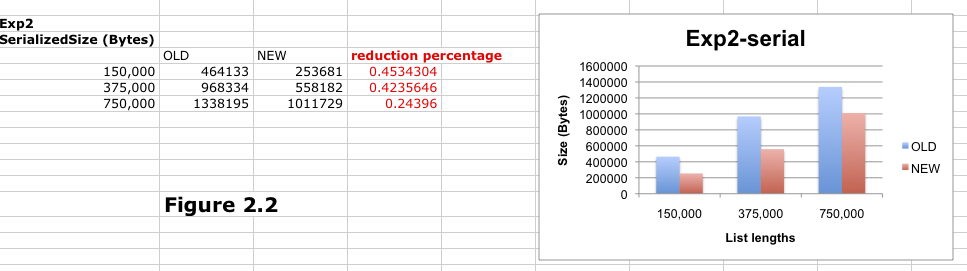 Exp2
SerializedSize (Bytes)
OLD NEW reduction percentage
150,000 464133 253681 0.4534304
375,000 968334 558182 0.4235646
750,000 1338195 1011729 0.24396
Figure 2.2
Exp2-serial
Size (Bytes)
1600000
1400000
1200000
1000000
800000
600000
400000
200000
0
150,000 375,000 750,000
List lengths
OLD
NEW